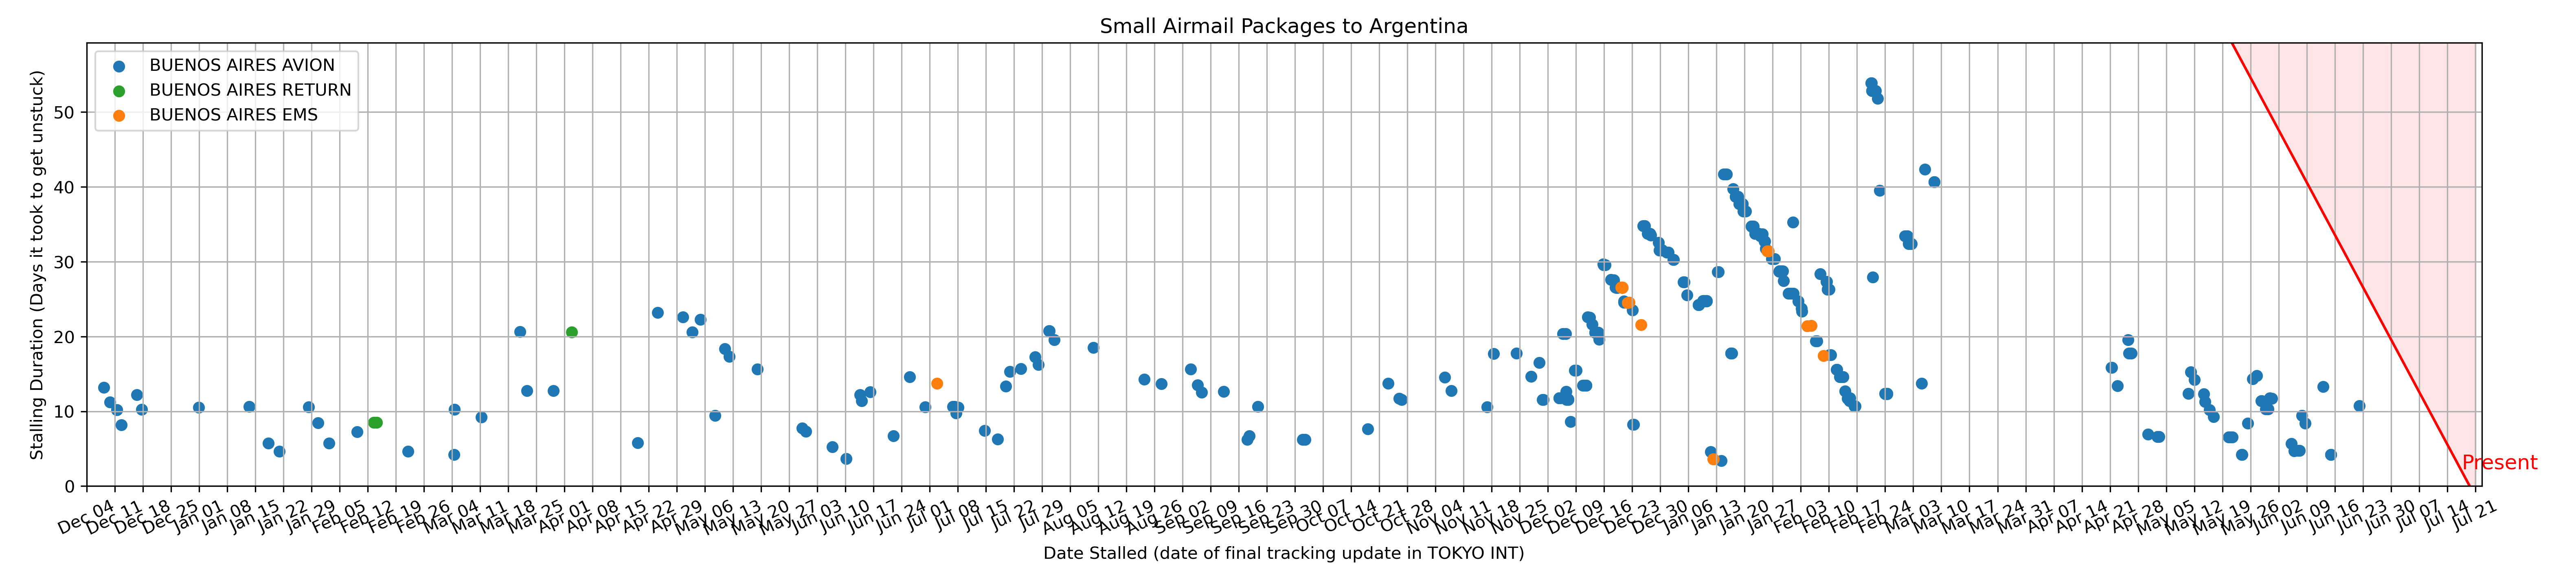 Small Airmail Packages to Argentina
BUENOS AIRES AVION
BUENOS AIRES RETURN
BUENOS AIRES EMS
Stalling Duration (Days it took to get unstuck)
50
40
30
20
10
0
Present
Dec 04 Dec 11 Dec 18 Dec 25 Jan 01 Jan 08 Jan 15 Jan 22 Jan 29 Feb 05 Feb 12 Feb 19 Feb 26 Mar 04 Mar 11 Mar 18 Mar 25 Apr 01 Apr 08 Apr 15 Apr 22 Apr 29 May 06 May 13 May 20 May 27 Jun 03 Jun 10 Jun 17 Jun 24 Jul 01 Jul 08 Jul 15 Jul 22 Jul 29 Aug 05 Aug 12 Aug 19 Aug 26 Sep 02 Sep 09 Sep 16 Sep 23 Sep 30 Oct 07 Oct 14 Oct 21 Oct 28 Nov 04 Nov 11 Nov 18 Nov 25 Dec 02 Dec 09 Dec 16 Dec 23 Dec 30 Jan 06 Jan 13 Jan 20 Jan 27 Feb 03 Feb 10 Feb 17 Feb 24 Mar 03 Mar 10 Mar 17 Mar 24 Mar 31 Apr 07 Apr 14 Apr 21 Apr 28 May 05 May 12 May 19 May 26 Jun 02 Jun 09 Jun 16 Jun 23 Jun 30 Jul 07 Jul 14 Jul 21
Date Stalled (date of final tracking update in TOKYO INT)